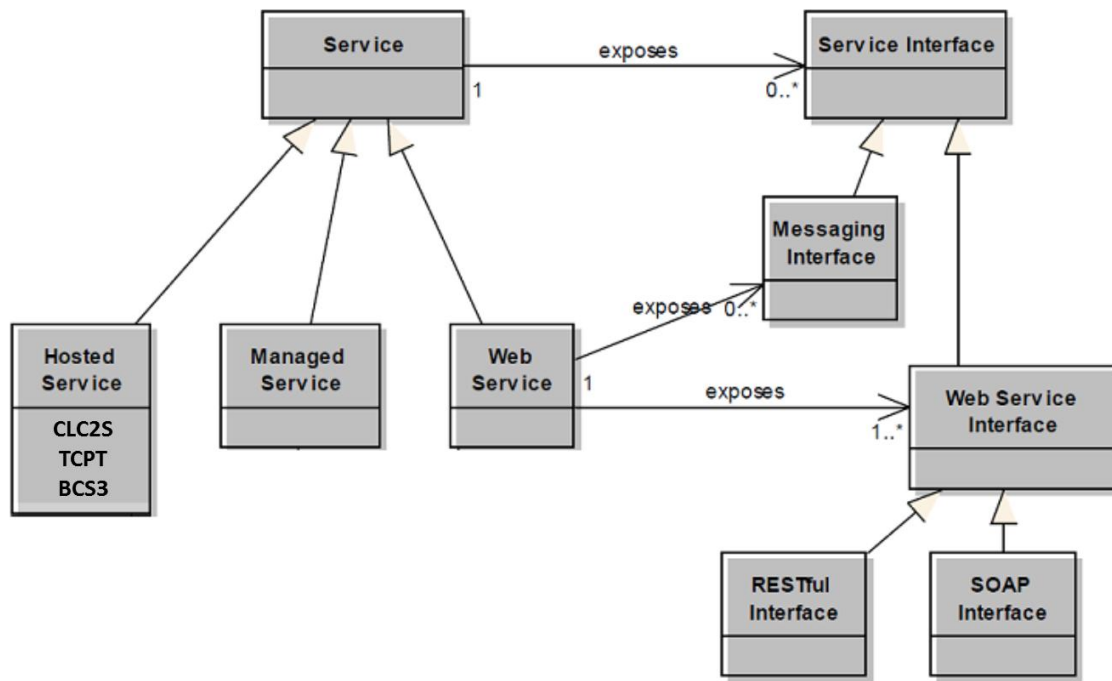 Service
exposes
Service Interface
1
0..*
Messaging
Interface
exposes
0..*
Hosted
Service
CLC2S
TCPT
BCS3
Managed
Service
Web
Service
1
exposes
1..*
Web Service
Interface
RESTful
Interface
SOAP
Interface